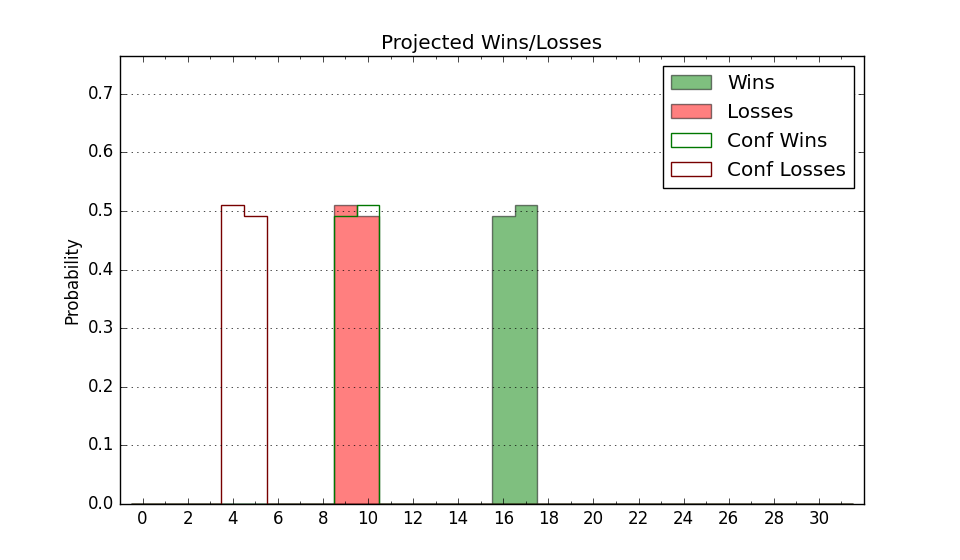 Projected Wins/Losses
Wins
Losses
Conf Wins
Conf Losses
Probability
0.7
0.6
0.5
0.4
0.3
0.2
0.1
0.0
0 2 4 6 8 10 12 14 16 18 20 22 24 26 28 30